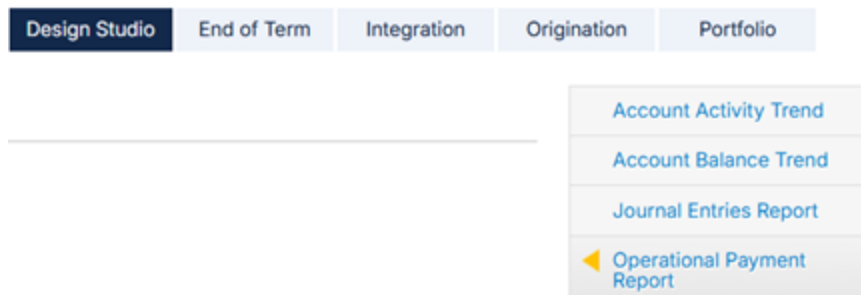 Design Studio End of Term Integration Origination Portfolio
Account Activity Trend
Account Balance Trend
Journal Entries Report
Operational Payment
Report